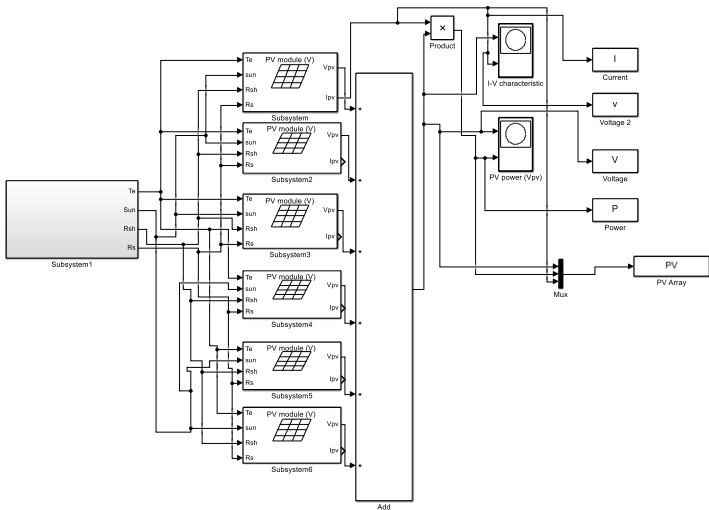 PV module (V)
Te
sun
Rsh
Rs
Vpv
Ipv
Subsystem
PV module (V)
Te
sun
Rsh
Rs
Vpv
Ipv
Subsystem2
PV module (V)
Te
sun
Rsh
Rs
Vpv
Ipv
Subsystem3
PV module (V)
Te
sun
Rsh
Rs
Vpv
Ipv
Subsystem4
PV module (V)
Te
sun
Rsh
Rs
Vpv
Ipv
Subsystem5
PV module (V)
Te
sun
Rsh
Rs
Vpv
Ipv
Subsystem6
Te
Sun
Rsh
Rs
Subsystem1
+
+
+
+
+
+
Add
×
Product
I-V characteristic
PV power (Vpv)
I
Current
v
Voltage 2
V
Voltage
P
Power
Mux
PV
PV Array